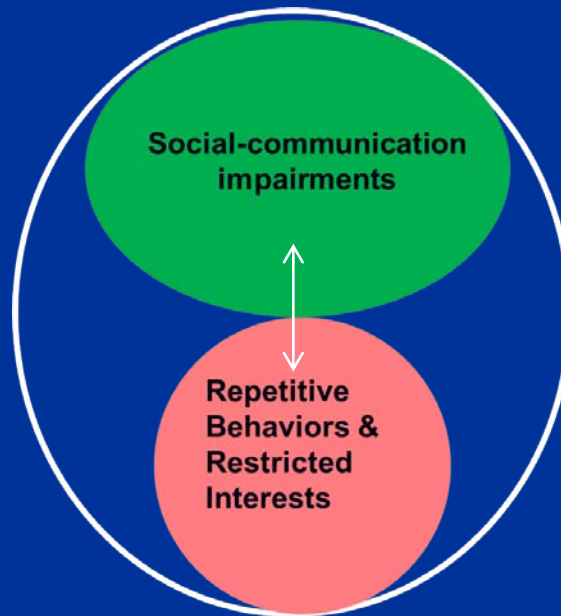 Social-communication
impairments
Repetitive
Behaviors &
Restricted
Interests